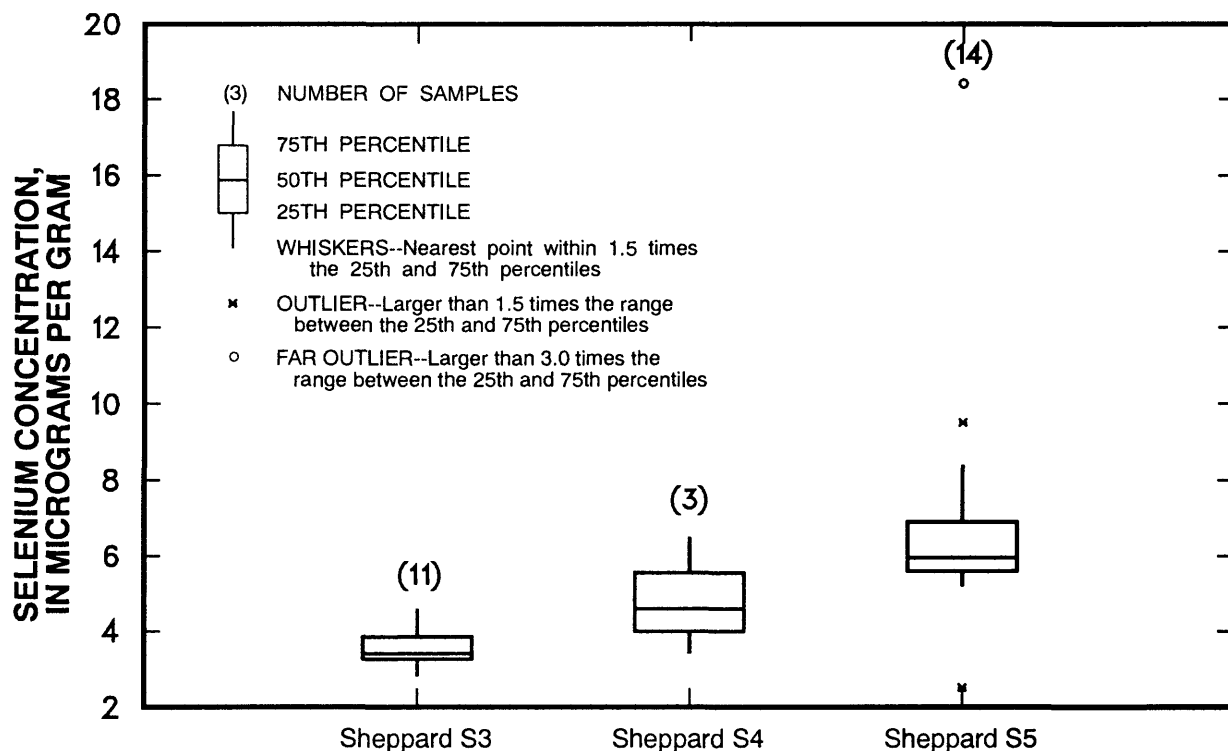 SELENIUM CONCENTRATION,
IN MICROGRAMS PER GRAM
20
18
16
14
12
10
8
6
4
2
(3) NUMBER OF SAMPLES
75TH PERCENTILE
50TH PERCENTILE
25TH PERCENTILE
WHISKERS--Nearest point within 1.5 times
the 25th and 75th percentiles
OUTLIER--Larger than 1.5 times the range
between the 25th and 75th percentiles
FAR OUTLIER--Larger than 3.0 times the
range between the 25th and 75th percentiles
(11)
(3)
(14)
Sheppard S3
Sheppard S4
Sheppard S5